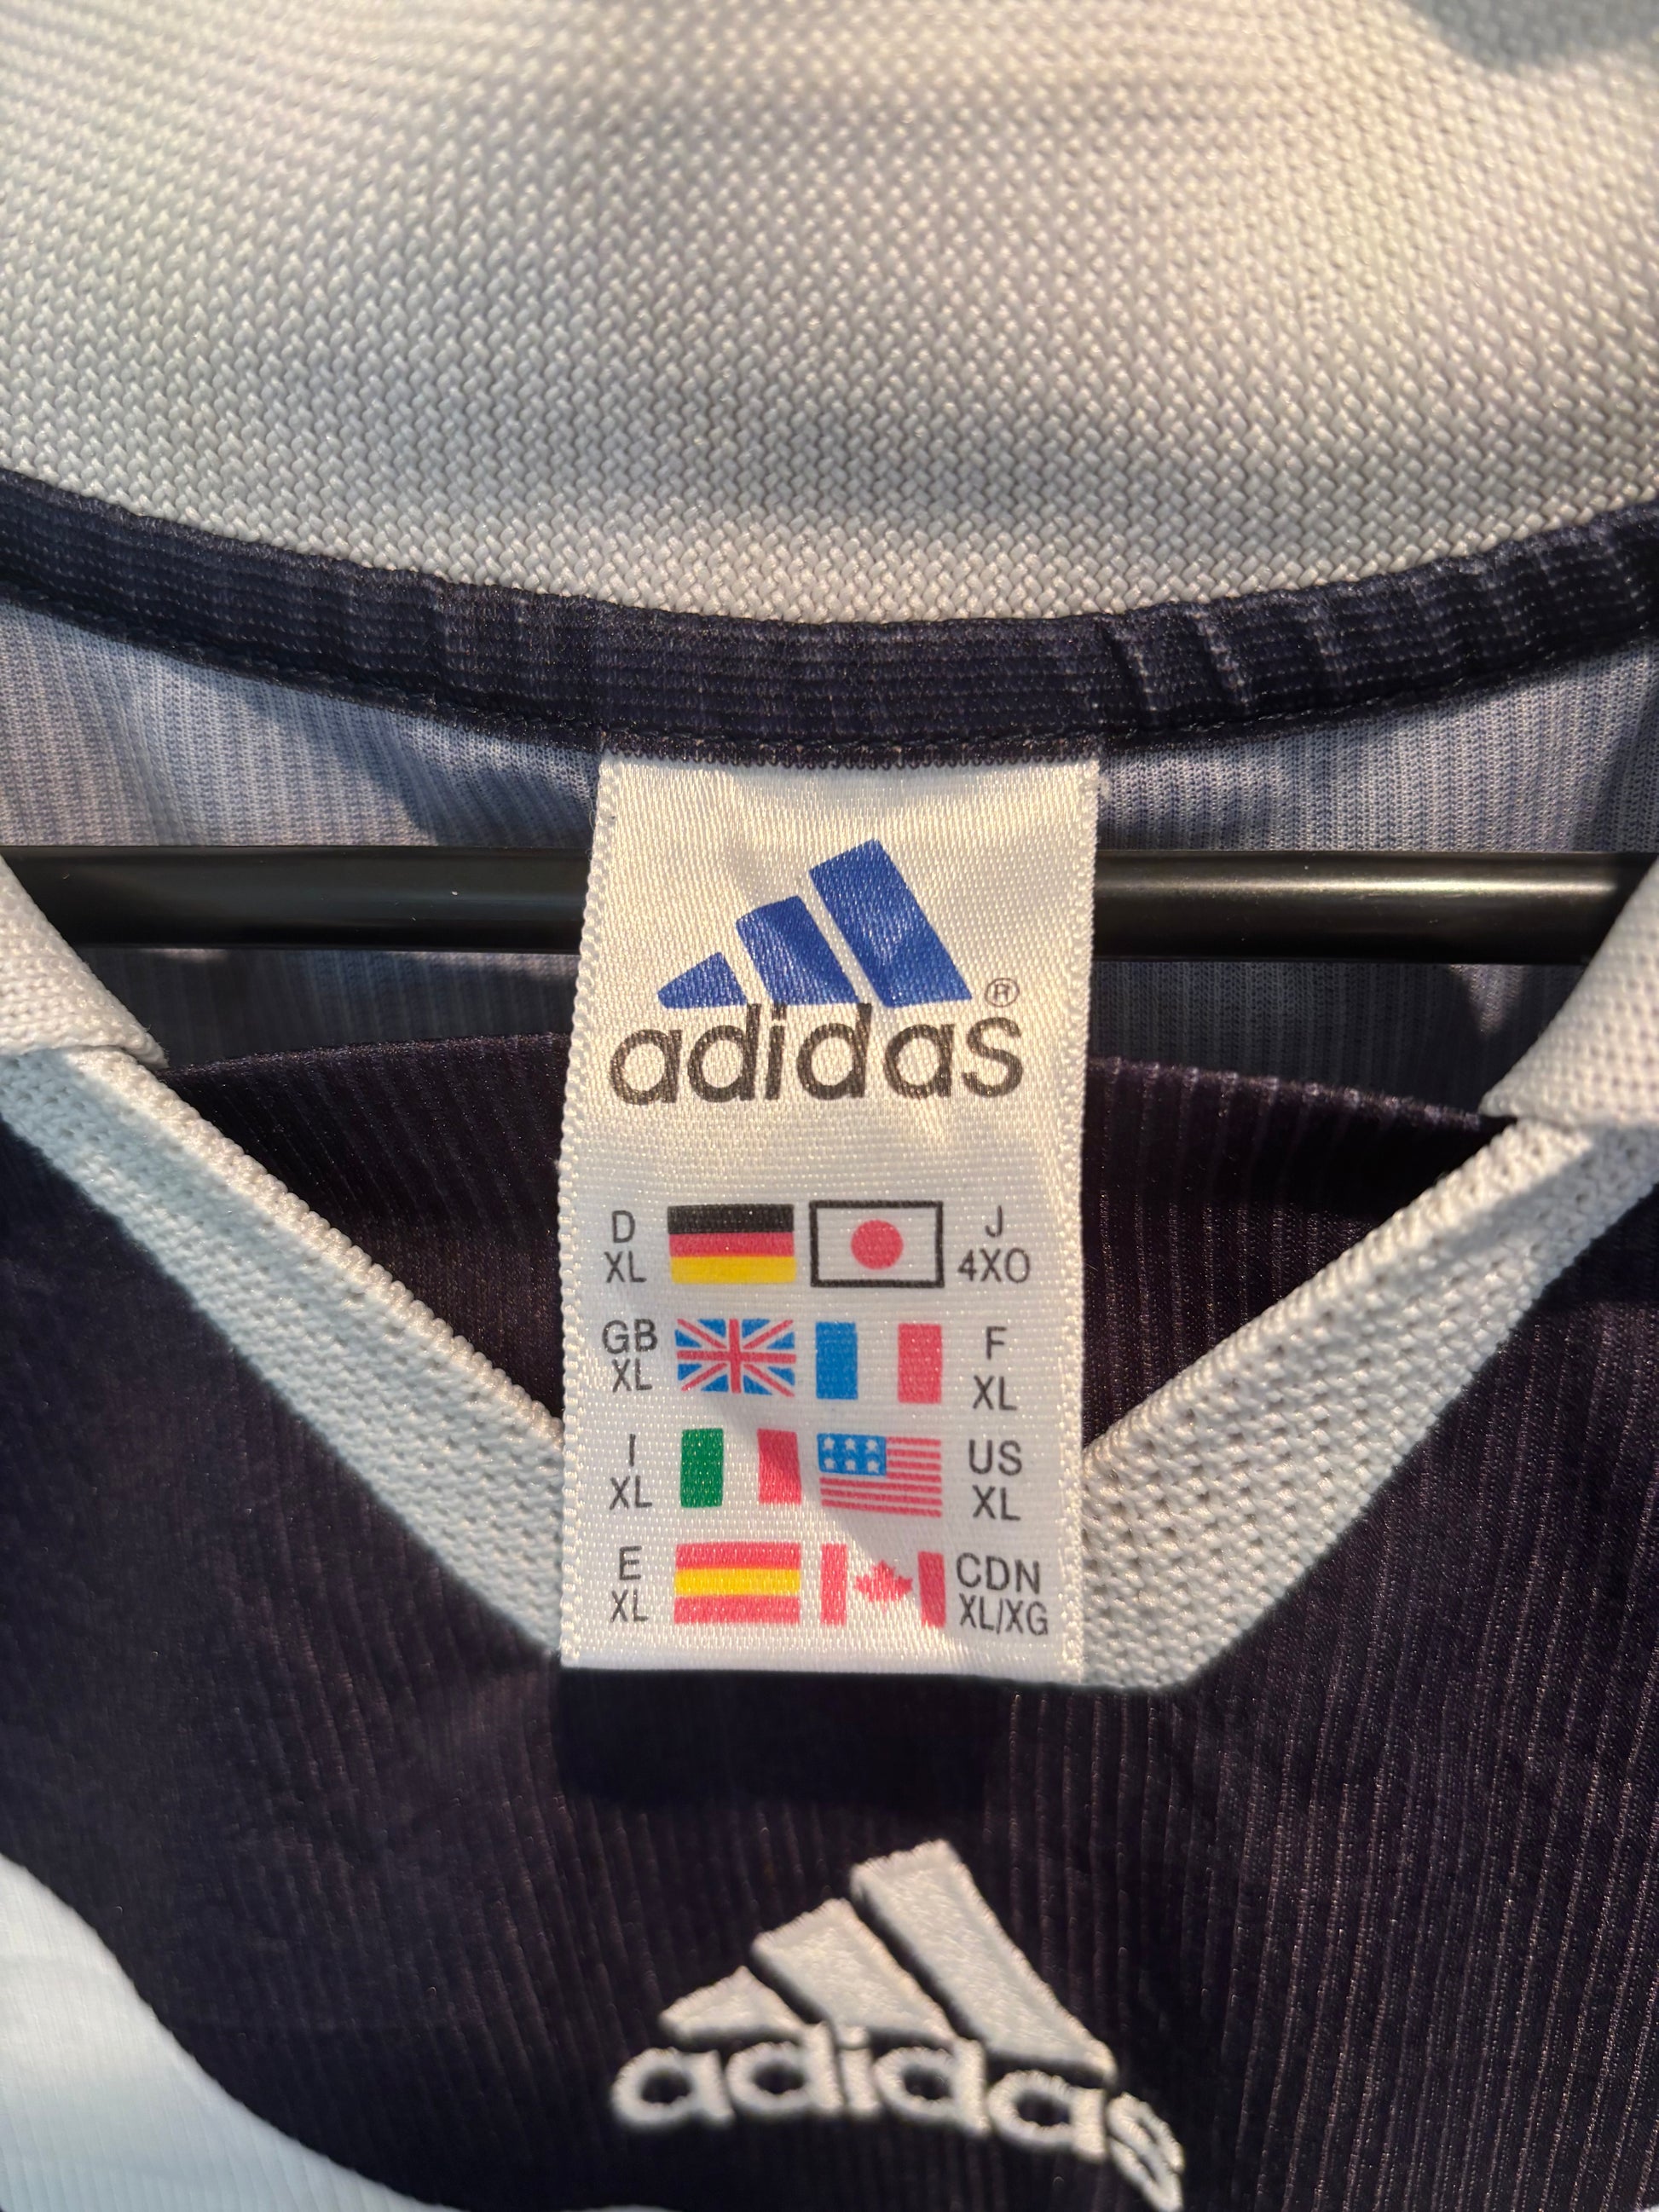 adidas®
D J
XL 4XO
GB F
XL XL
I US
XL XL
E CDN
XL XL/XG
adidas